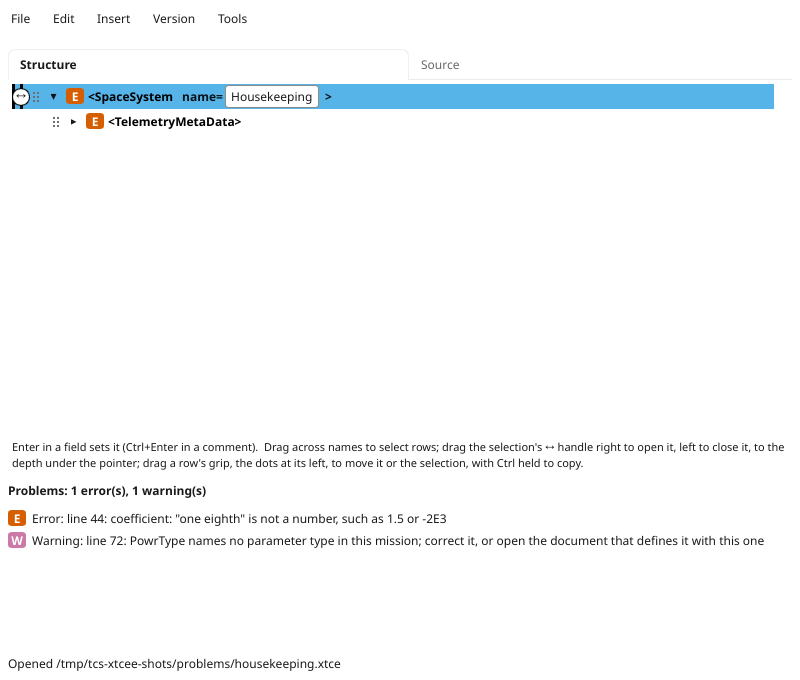 File Edit Insert Version Tools
Structure Source
E <SpaceSystem name= Housekeeping >
E <TelemetryMetaData>
Enter in a field sets it (Ctrl+Enter in a comment). Drag across names to select rows; drag the selection's ↔ handle right to open it, left to close it, to the
depth under the pointer; drag a row's grip, the dots at its left, to move it or the selection, with Ctrl held to copy.
Problems: 1 error(s), 1 warning(s)
E Error: line 44: coefficient: "one eighth" is not a number, such as 1.5 or -2E3
W Warning: line 72: PowrType names no parameter type in this mission; correct it, or open the document that defines it with this one
Opened /tmp/tcs-xtcee-shots/problems/housekeeping.xtce